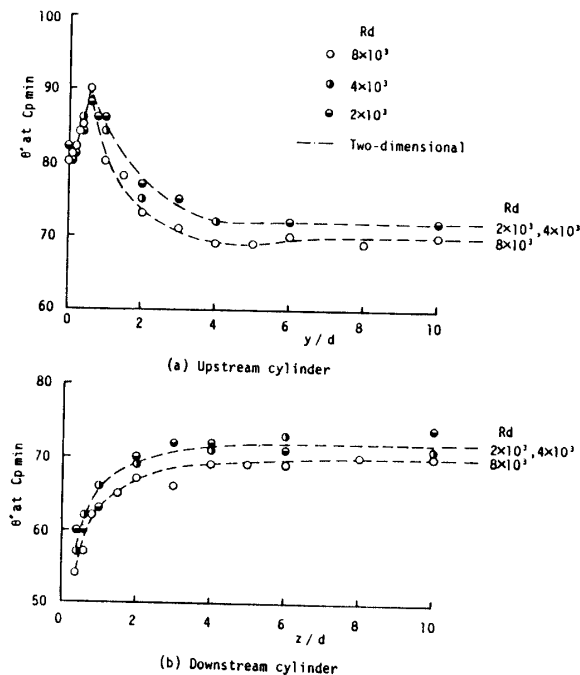 Rd
8×10³
4×10³
2×10³
Two-dimensional
θ° at Cp min
100
90
80
70
60
0
2
4
6
8
10
y / d
Rd
2×10³,4×10³
8×10³
(a) Upstream cylinder
θ° at Cp min
80
70
60
50
0
2
4
6
8
10
z / d
Rd
2×10³,4×10³
8×10³
(b) Downstream cylinder